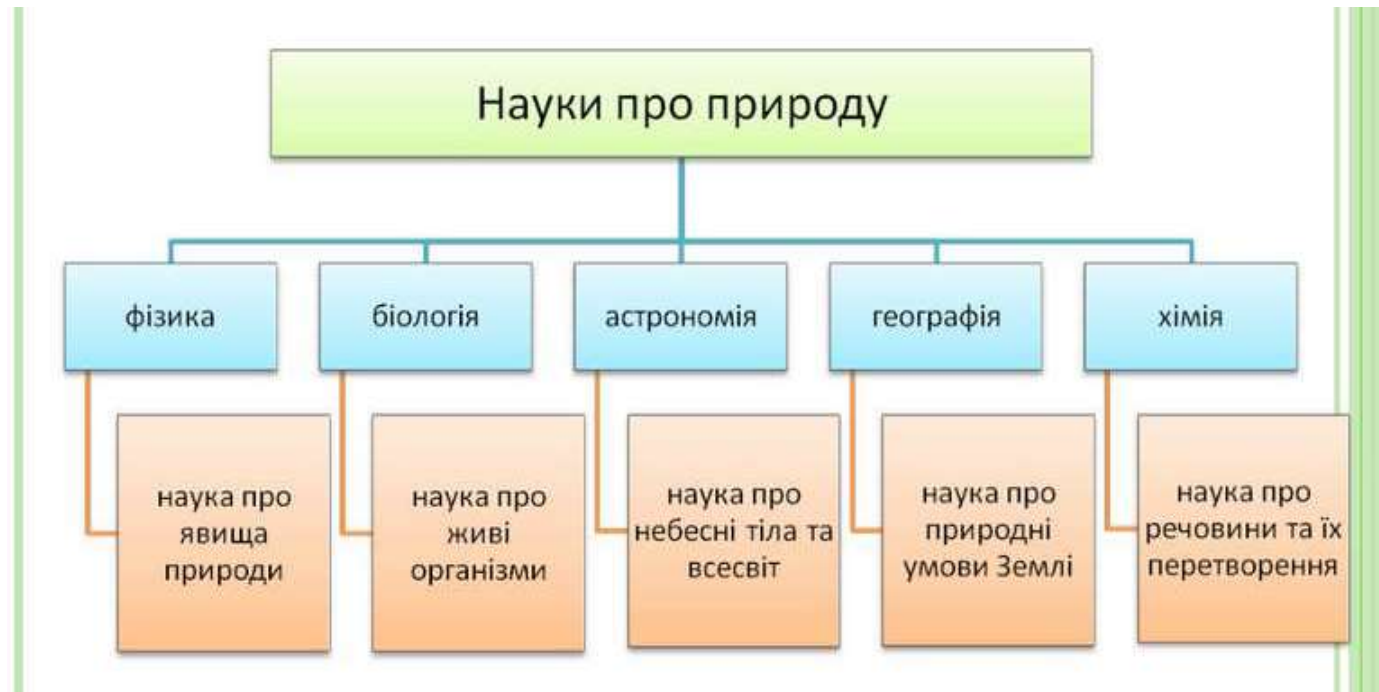 Науки про природу
фізика
біологія
астрономія
географія
хімія
наука про
явища
природи
наука про
живі
організми
наука про
небесні тіла та
всесвіт
наука про
природні
умови Землі
наука про
речовини та їх
перетворення